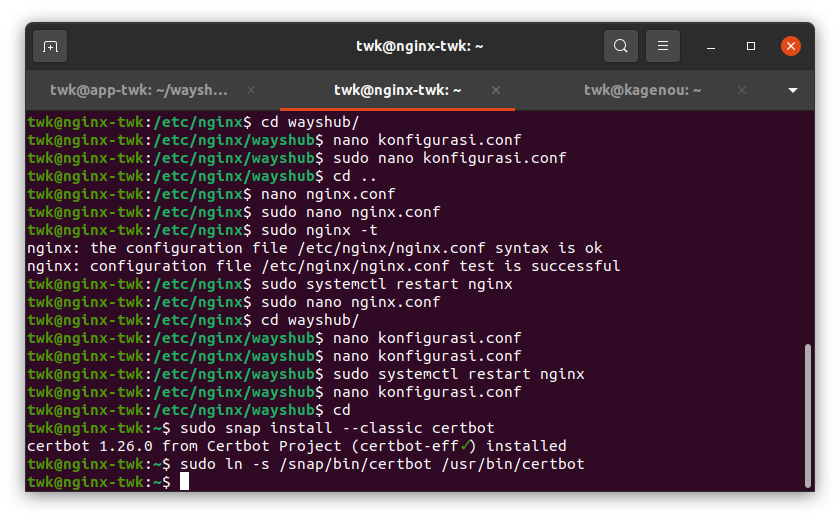 twk@nginx-twk: ~
twk@app-twk: ~/waysh...
twk@nginx-twk: ~
twk@kagenou: ~
twk@nginx-twk:/etc/nginx$ cd wayshub/
twk@nginx-twk:/etc/nginx/wayshub$ nano konfigurasi.conf
twk@nginx-twk:/etc/nginx/wayshub$ sudo nano konfigurasi.conf
twk@nginx-twk:/etc/nginx/wayshub$ cd ..
twk@nginx-twk:/etc/nginx$ nano nginx.conf
twk@nginx-twk:/etc/nginx$ sudo nano nginx.conf
twk@nginx-twk:/etc/nginx$ sudo nginx -t
nginx: the configuration file /etc/nginx/nginx.conf syntax is ok
nginx: configuration file /etc/nginx/nginx.conf test is successful
twk@nginx-twk:/etc/nginx$ sudo systemctl restart nginx
twk@nginx-twk:/etc/nginx$ sudo nano nginx.conf
twk@nginx-twk:/etc/nginx$ cd wayshub/
twk@nginx-twk:/etc/nginx/wayshub$ nano konfigurasi.conf
twk@nginx-twk:/etc/nginx/wayshub$ nano konfigurasi.conf
twk@nginx-twk:/etc/nginx/wayshub$ sudo systemctl restart nginx
twk@nginx-twk:/etc/nginx/wayshub$ nano konfigurasi.conf
twk@nginx-twk:/etc/nginx/wayshub$ cd
twk@nginx-twk:~$ sudo snap install --classic certbot
certbot 1.26.0 from Certbot Project (certbot-eff✓) installed
twk@nginx-twk:~$ sudo ln -s /snap/bin/certbot /usr/bin/certbot
twk@nginx-twk:~$